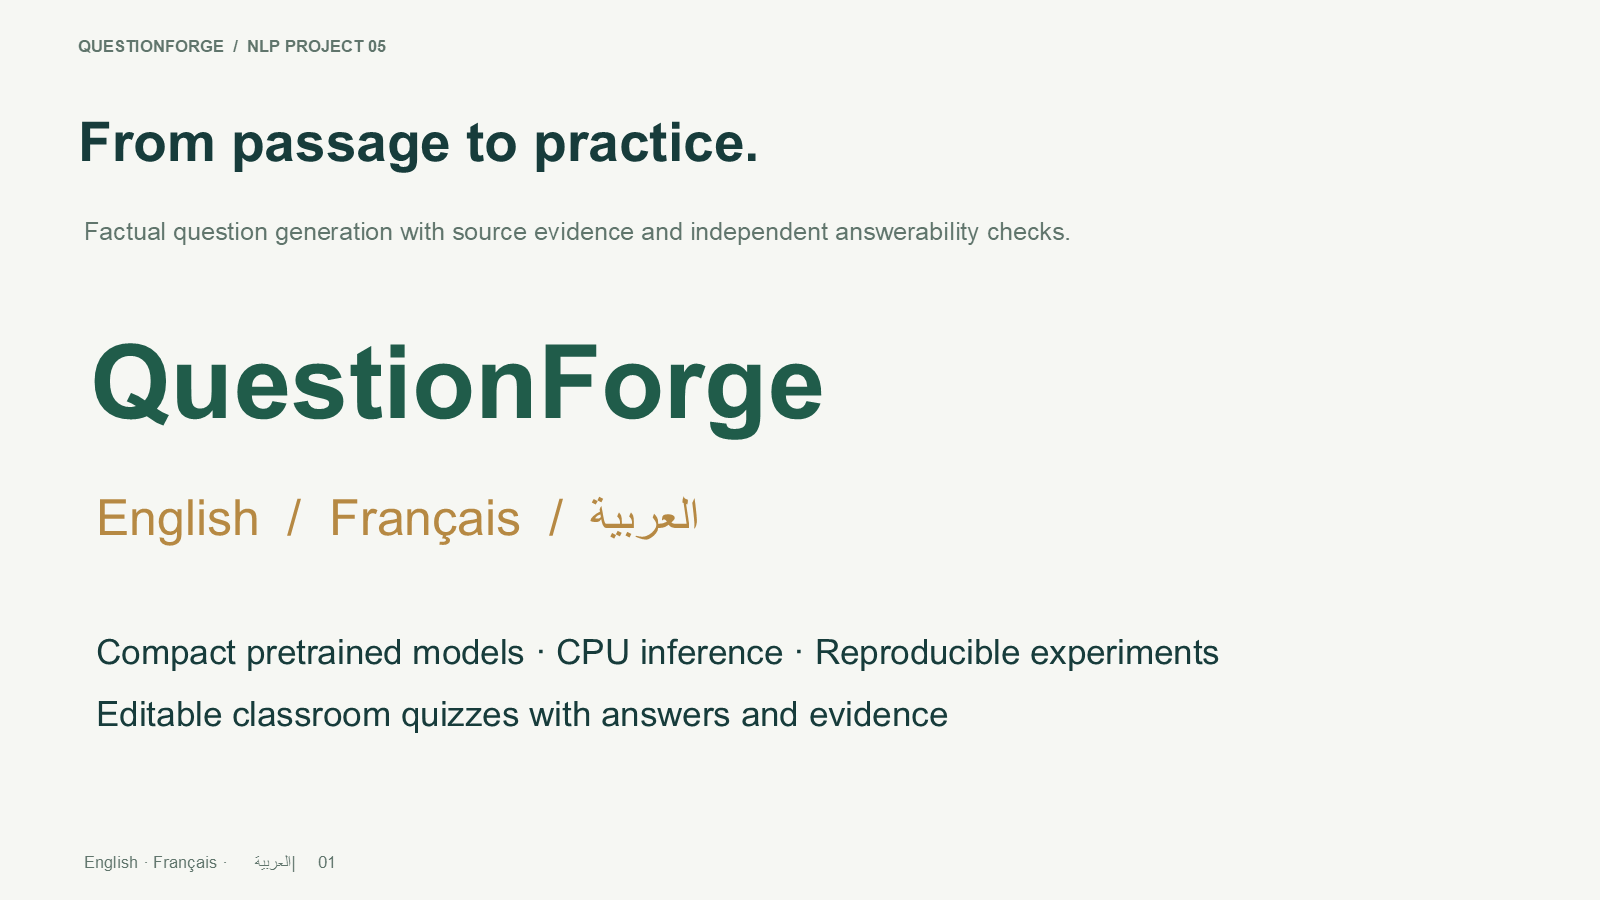 QUESTIONFORGE / NLP PROJECT 05
From passage to practice.
Factual question generation with source evidence and independent answerability checks.
QuestionForge
English / Français / العربية
Compact pretrained models · CPU inference · Reproducible experiments
Editable classroom quizzes with answers and evidence
English · Français · العربية| 01